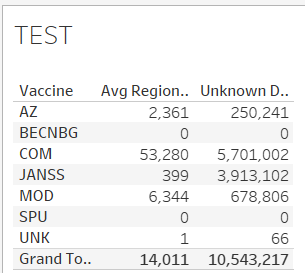 TEST
Vaccine Avg Region.. Unknown D..
AZ 2,361 250,241
BECNBG 0 0
COM 53,280 5,701,002
JANSS 399 3,913,102
MOD 6,344 678,806
SPU 0 0
UNK 1 66
Grand To.. 14,011 10,543,217